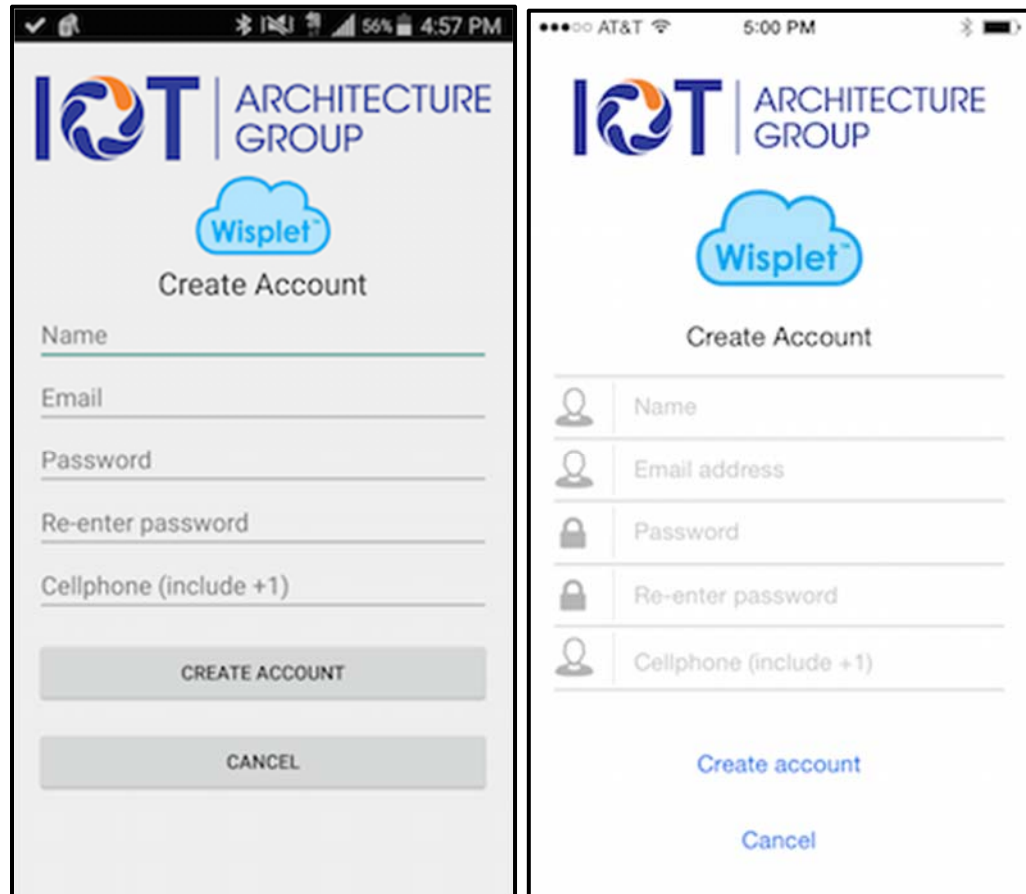 56% 4:57 PM
IOT ARCHITECTURE
GROUP
Wisplet™
Create Account
Name
Email
Password
Re-enter password
Cellphone (include +1)
CREATE ACCOUNT
CANCEL
AT&T 5:00 PM
IOT ARCHITECTURE
GROUP
Wisplet™
Create Account
Name
Email address
Password
Re-enter password
Cellphone (include +1)
Create account
Cancel